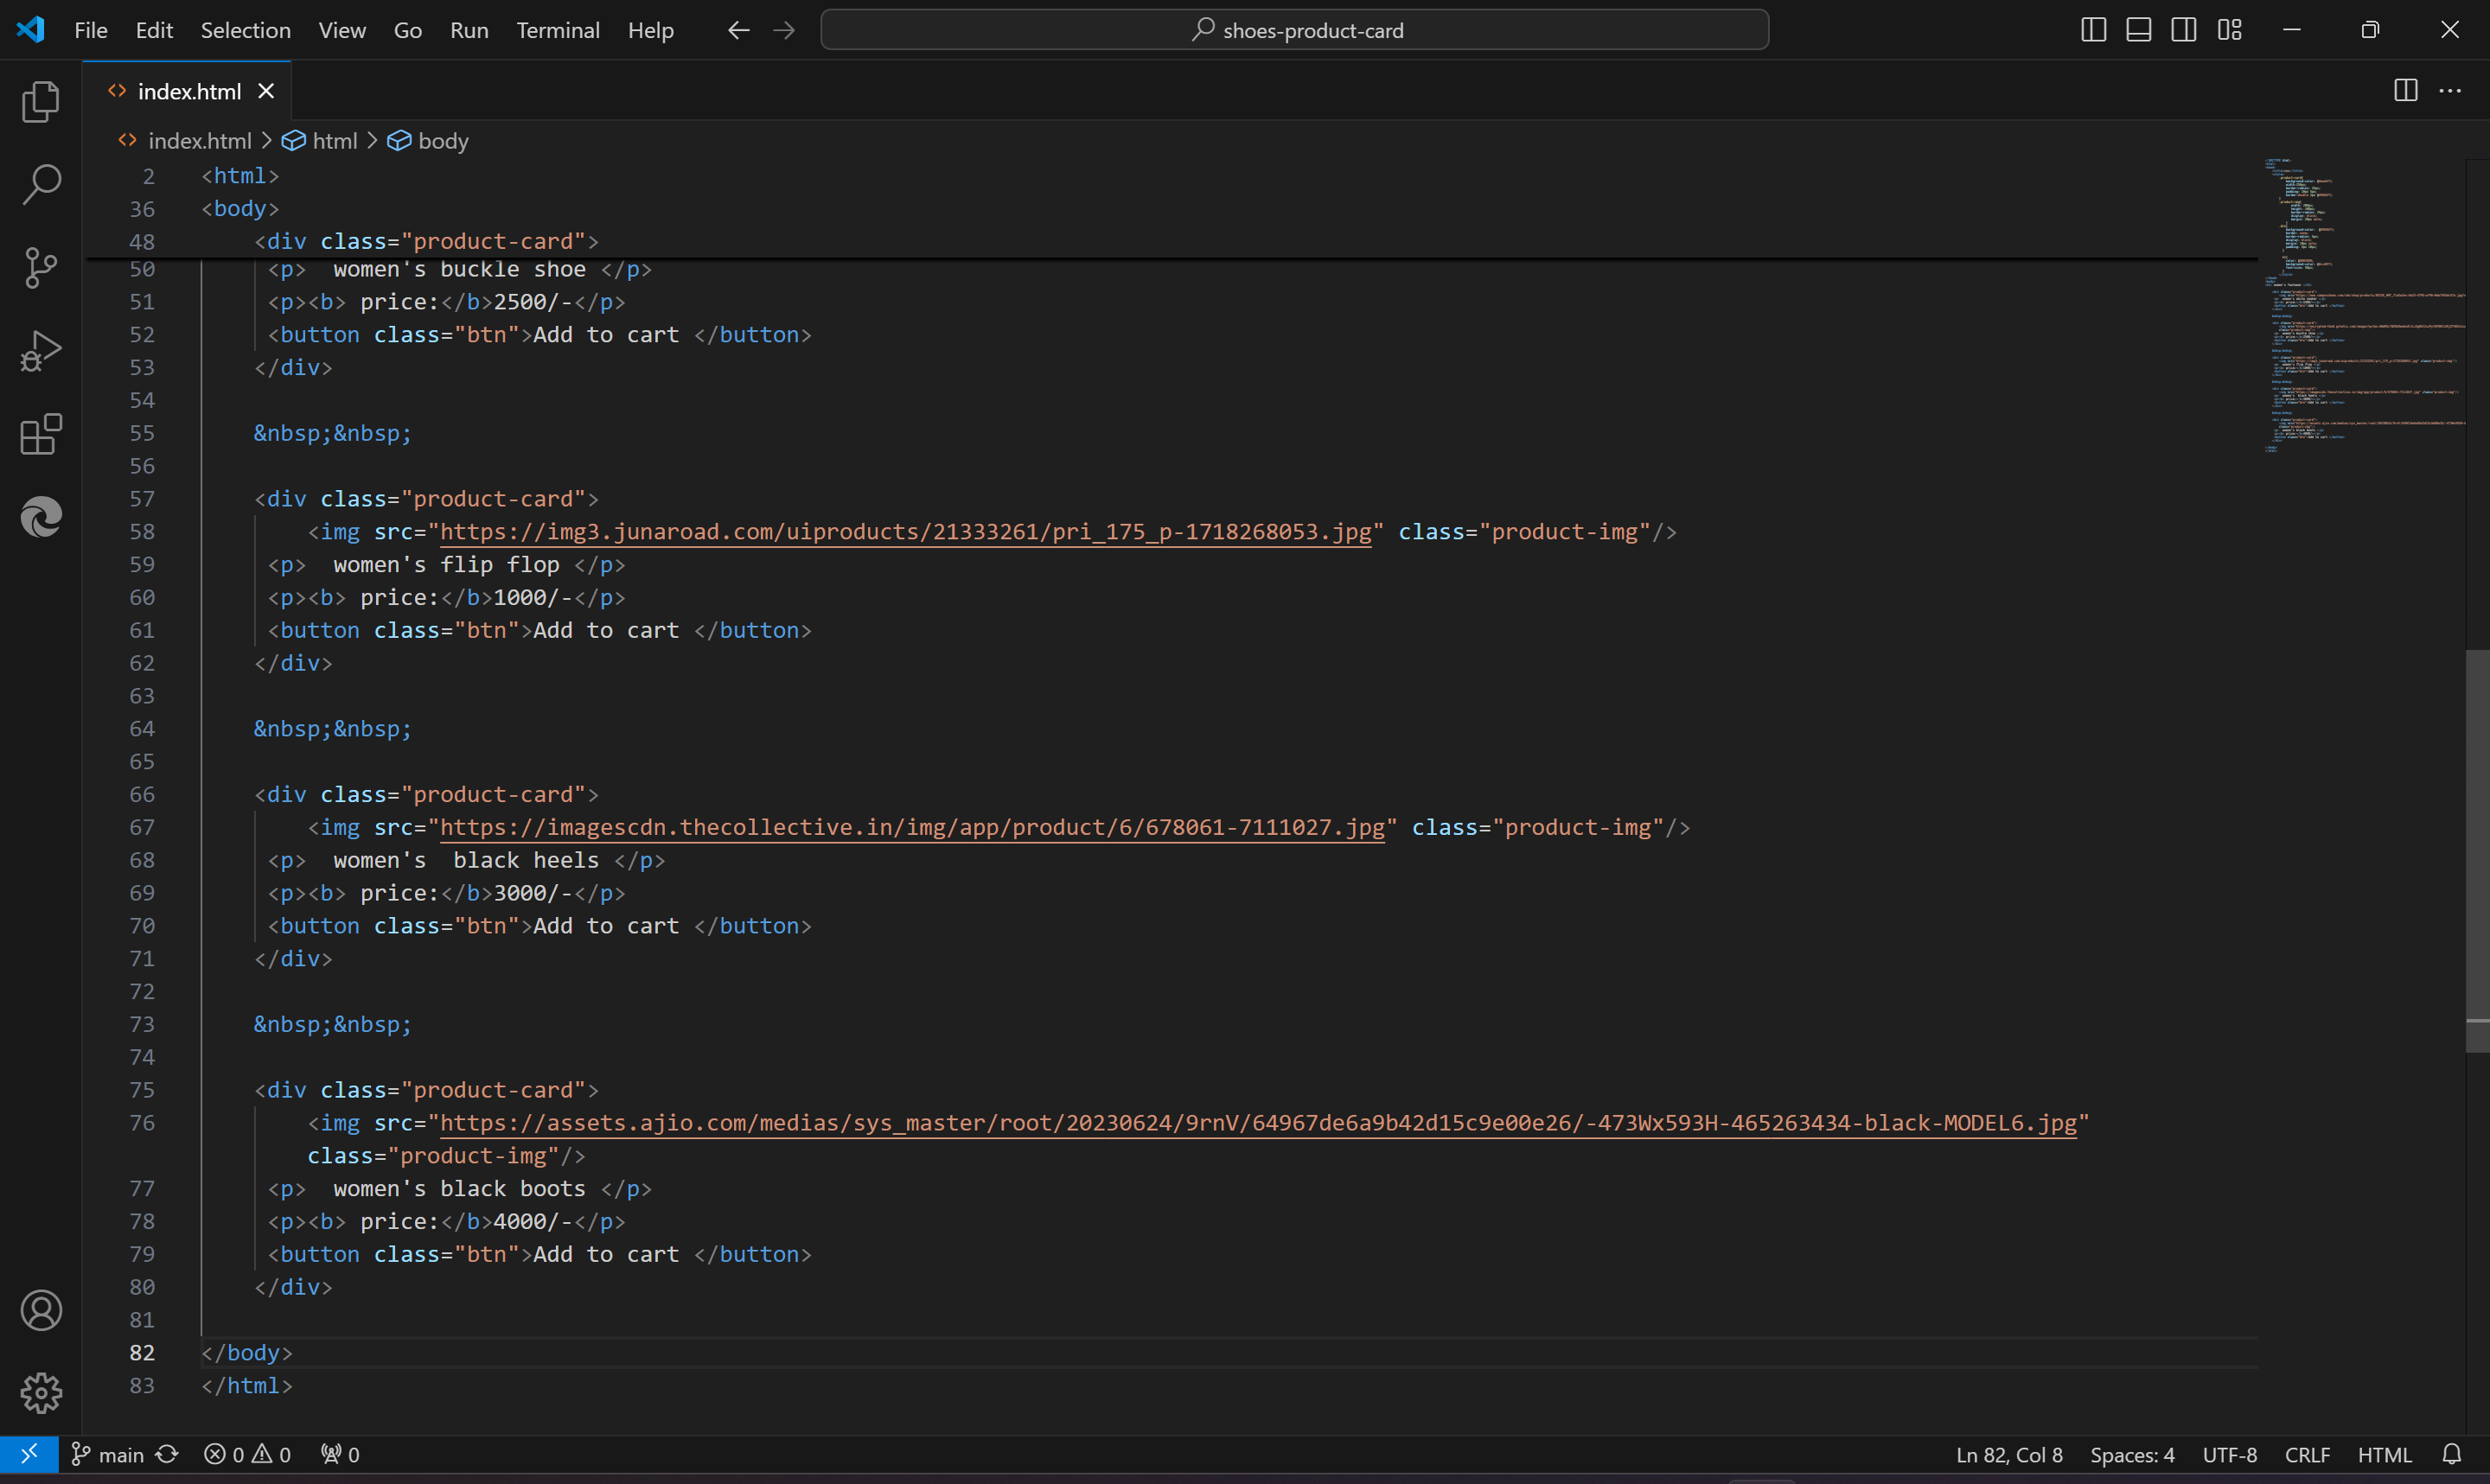 File Edit Selection View Go Run Terminal Help
shoes-product-card
index.html
index.html > html > body
2 <html>
36 <body>
48 <div class="product-card">
50 <p>  women's buckle shoe </p>
51 <p><b> price:</b>2500/-</p>
52 <button class="btn">Add to cart </button>
53 </div>
54
55 &nbsp;&nbsp;
56
57 <div class="product-card">
58 <img src="https://img3.junaroad.com/uiproducts/21333261/pri_175_p-1718268053.jpg" class="product-img"/>
59 <p>  women's flip flop </p>
60 <p><b> price:</b>1000/-</p>
61 <button class="btn">Add to cart </button>
62 </div>
63
64 &nbsp;&nbsp;
65
66 <div class="product-card">
67 <img src="https://imagescdn.thecollective.in/img/app/product/6/678061-7111027.jpg" class="product-img"/>
68 <p>  women's  black heels </p>
69 <p><b> price:</b>3000/-</p>
70 <button class="btn">Add to cart </button>
71 </div>
72
73 &nbsp;&nbsp;
74
75 <div class="product-card">
76 <img src="https://assets.ajio.com/medias/sys_master/root/20230624/9rnV/64967de6a9b42d15c9e00e26/-473Wx593H-465263434-black-MODEL6.jpg"
class="product-img"/>
77 <p>  women's black boots </p>
78 <p><b> price:</b>4000/-</p>
79 <button class="btn">Add to cart </button>
80 </div>
81
82 </body>
83 </html>
main 0 0 0 Ln 82, Col 8 Spaces: 4 UTF-8 CRLF HTML